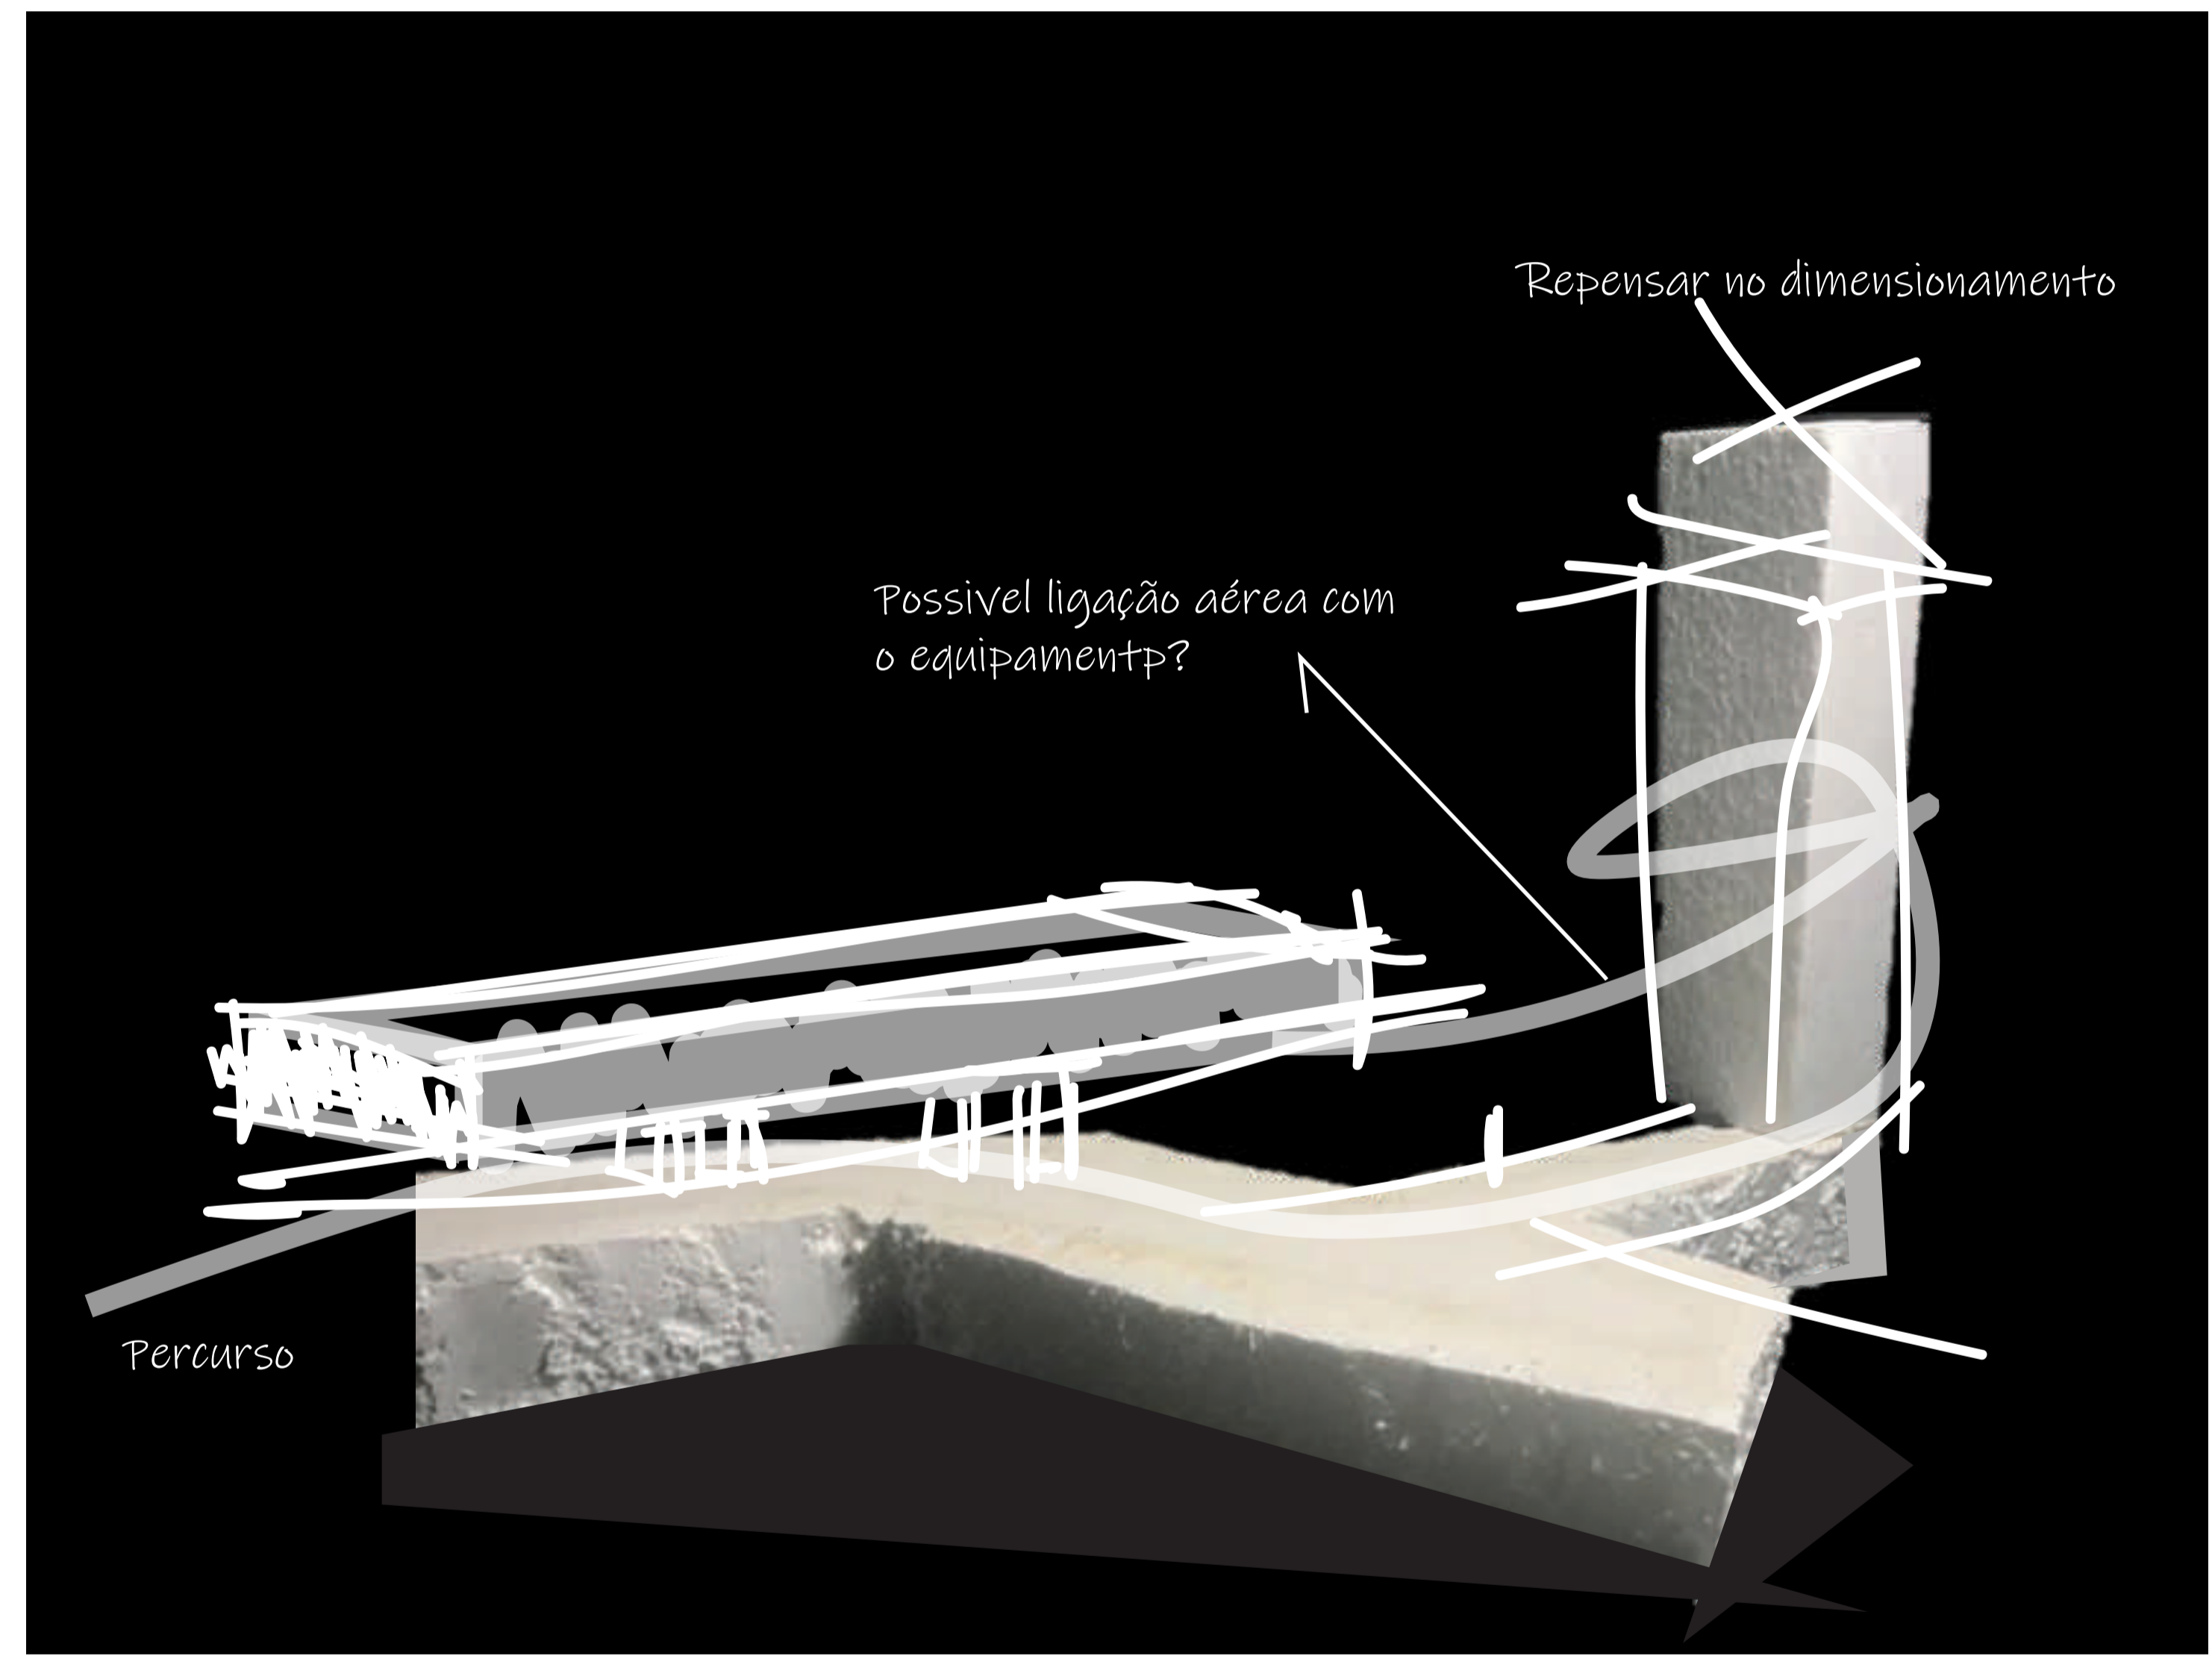 Repensar no dimensionamento
Possivel ligação aérea com
o equipamentp?
Percurso